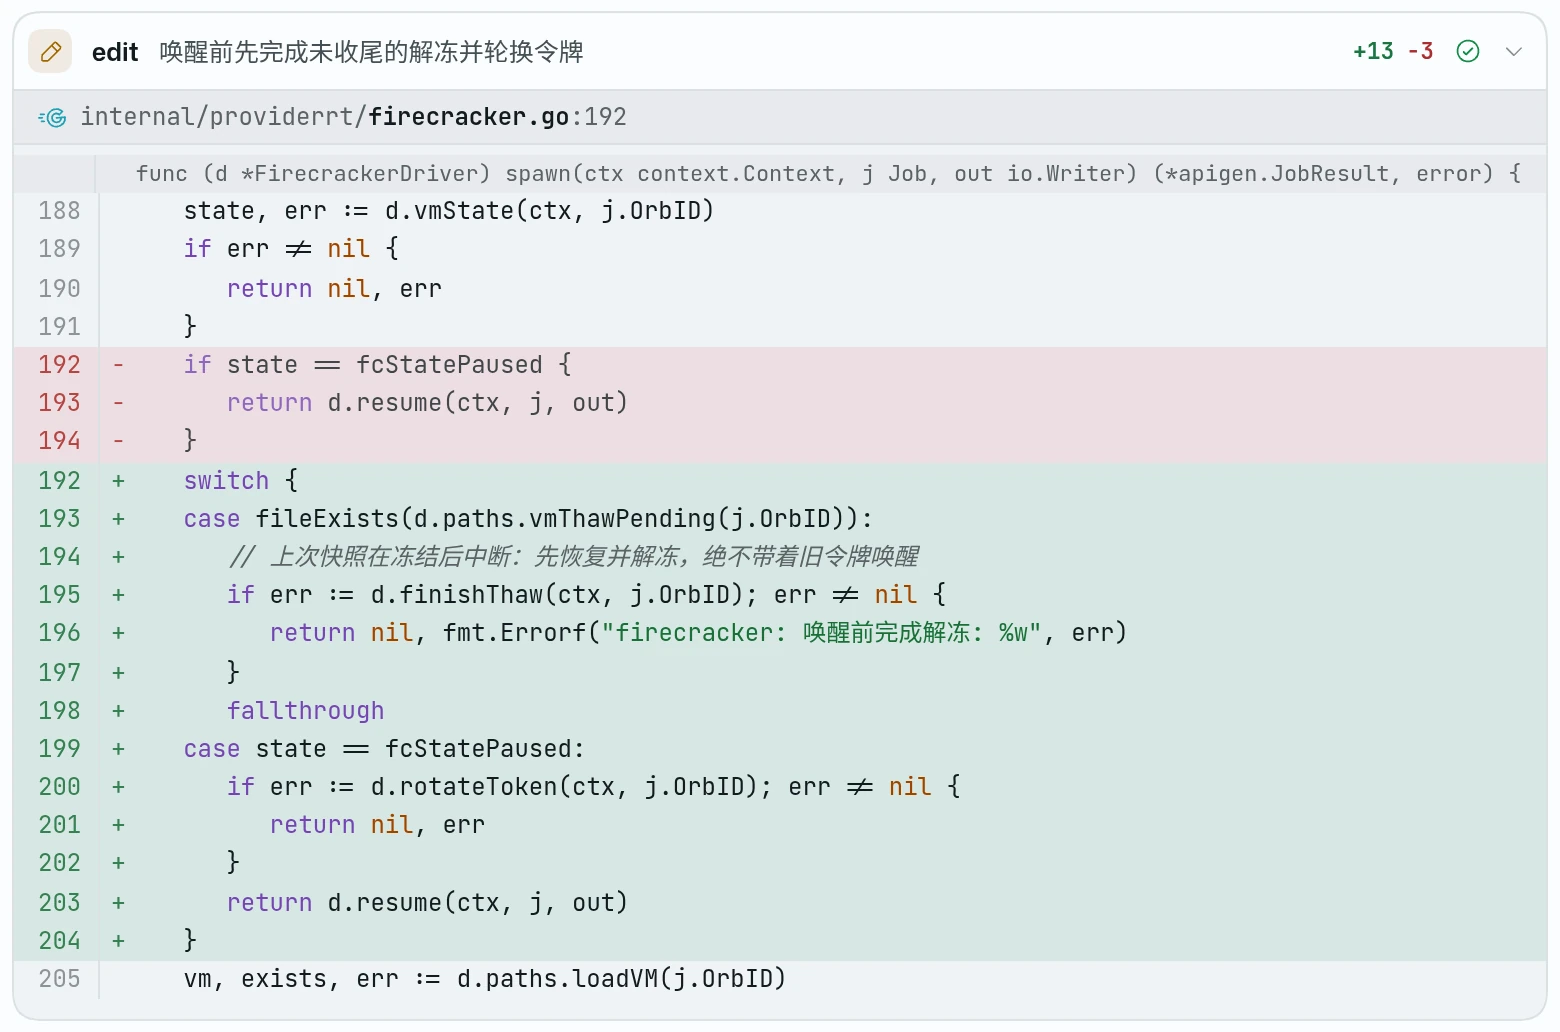 edit 唤醒前先完成未收尾的解冻并轮换令牌 +13 -3
internal/providerrt/firecracker.go:192
func (d *FirecrackerDriver) spawn(ctx context.Context, j Job, out io.Writer) (*apigen.JobResult, error) {
188 state, err := d.vmState(ctx, j.OrbID)
189 if err != nil {
190 return nil, err
191 }
192 - if state == fcStatePaused {
193 - return d.resume(ctx, j, out)
194 - }
192 + switch {
193 + case fileExists(d.paths.vmThawPending(j.OrbID)):
194 + // 上次快照在冻结后中断：先恢复并解冻，绝不带着旧令牌唤醒
195 + if err := d.finishThaw(ctx, j.OrbID); err != nil {
196 + return nil, fmt.Errorf("firecracker: 唤醒前完成解冻: %w", err)
197 + }
198 + fallthrough
199 + case state == fcStatePaused:
200 + if err := d.rotateToken(ctx, j.OrbID); err != nil {
201 + return nil, err
202 + }
203 + return d.resume(ctx, j, out)
204 + }
205 vm, exists, err := d.paths.loadVM(j.OrbID)